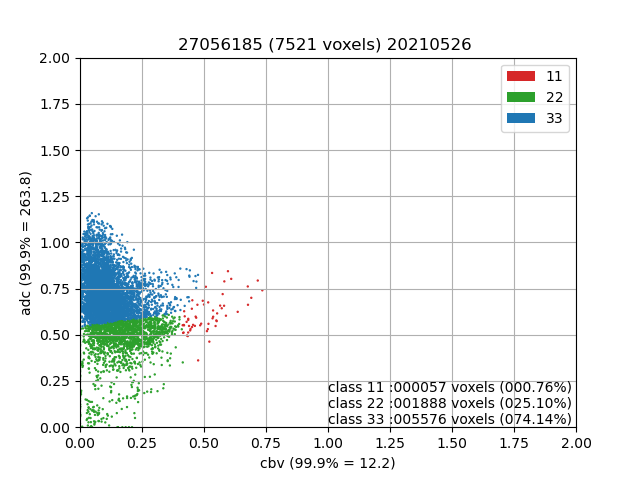 27056185 (7521 voxels) 20210526
2.00
1.75
1.50
1.25
1.00
0.75
0.50
0.25
0.00
adc (99.9% = 263.8)
11
22
33
class 11 :000057 voxels (000.76%)
class 22 :001888 voxels (025.10%)
class 33 :005576 voxels (074.14%)
0.00 0.25 0.50 0.75 1.00 1.25 1.50 1.75 2.00
cbv (99.9% = 12.2)